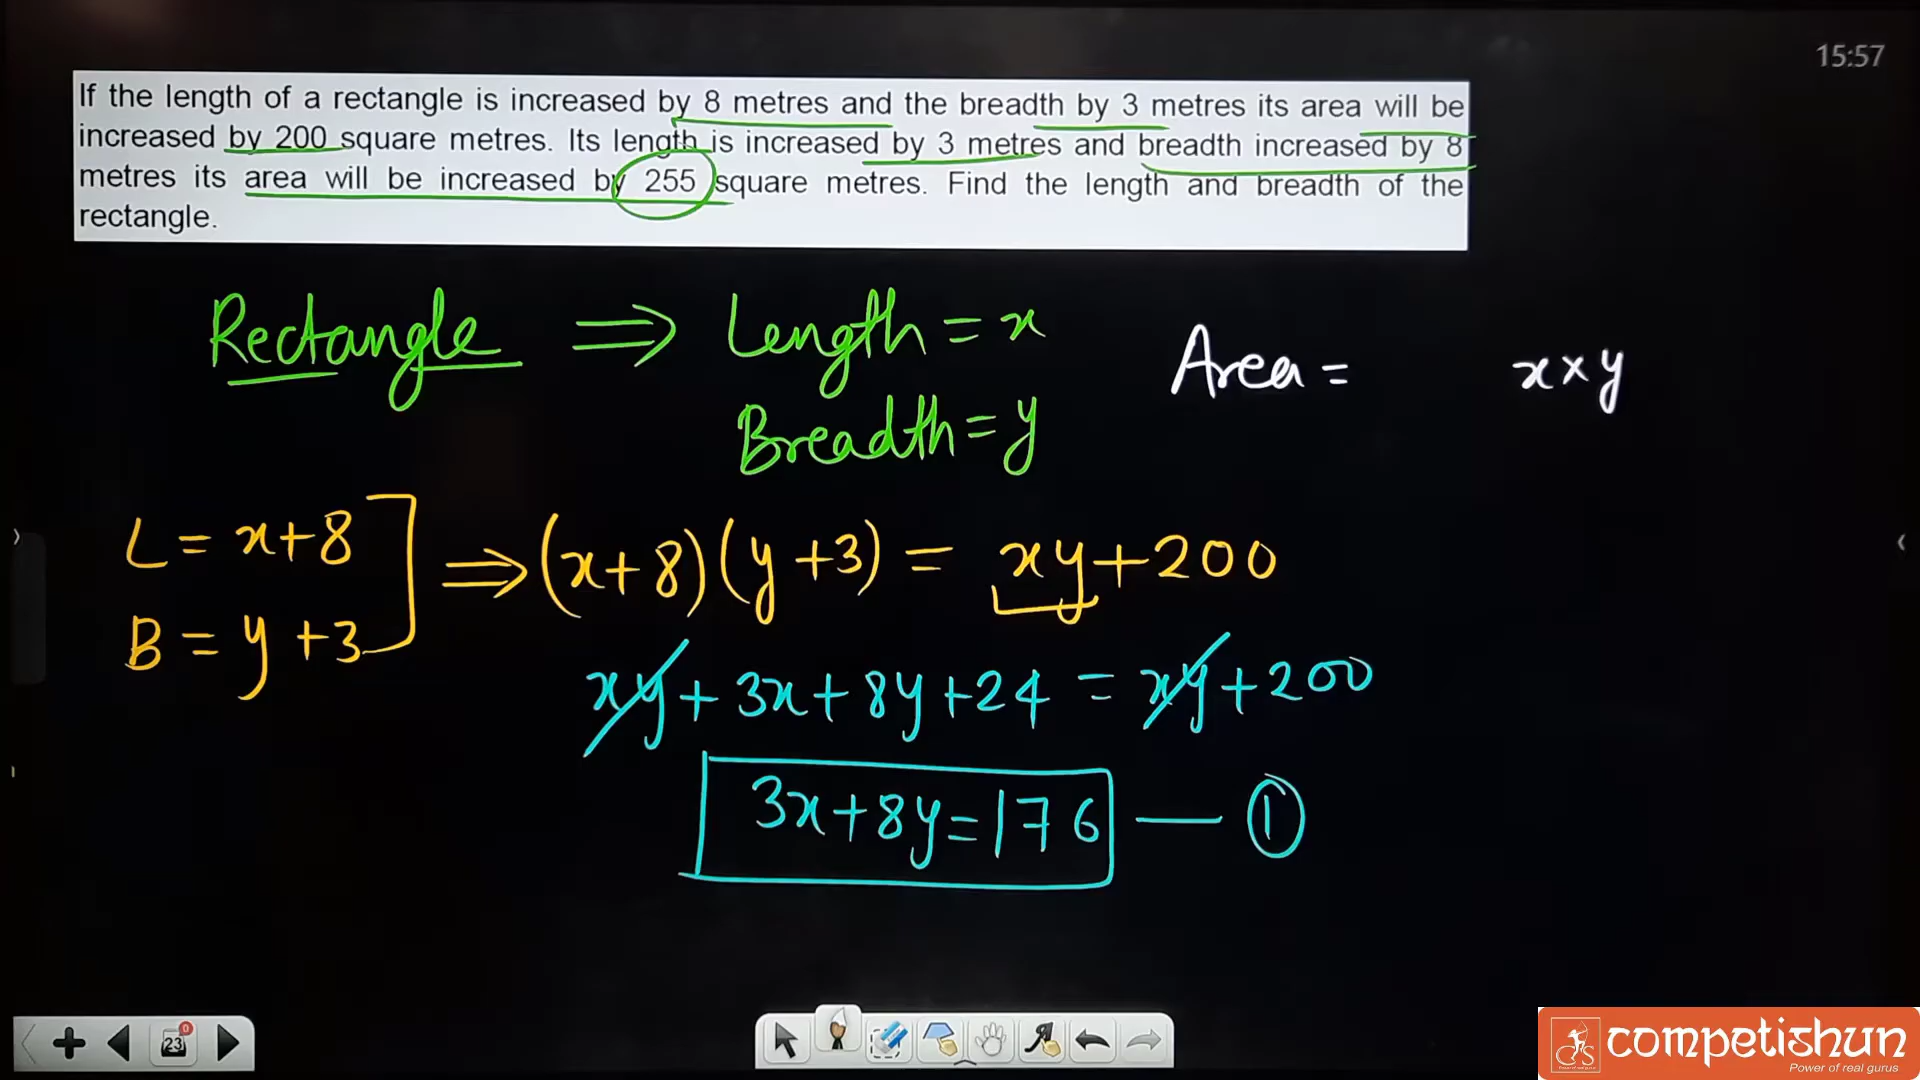 15:57
If the length of a rectangle is increased by 8 metres and the breadth by 3 metres its area will be
increased by 200 square metres. Its length is increased by 3 metres and breadth increased by 8
metres its area will be increased by 255 square metres. Find the length and breadth of the
rectangle.
Rectangle ⇒ Length = x
Breadth = y
Area = x × y
L = x+8
B = y+3
⇒ (x+8)(y+3) = xy+200
xy + 3x + 8y + 24 = xy + 200
3x + 8y = 176 — ①
23
0
competishun
Power of real gurus